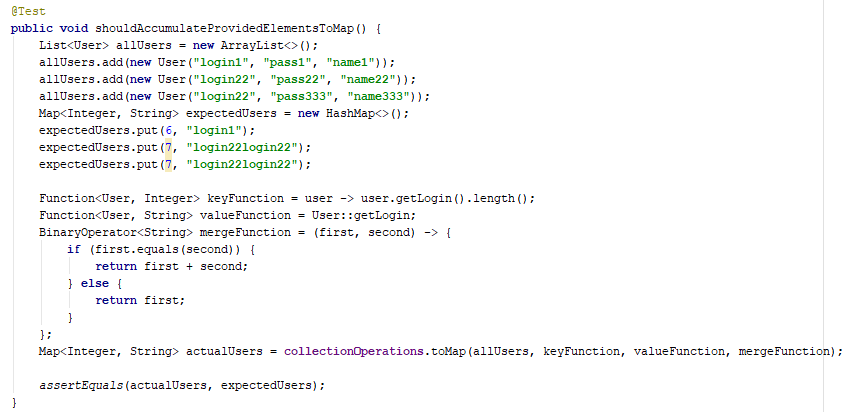 @Test
public void shouldAccumulateProvidedElementsToMap() {
    List<User> allUsers = new ArrayList<>();
    allUsers.add(new User("login1", "pass1", "name1"));
    allUsers.add(new User("login22", "pass22", "name22"));
    allUsers.add(new User("login22", "pass333", "name333"));
    Map<Integer, String> expectedUsers = new HashMap<>();
    expectedUsers.put(6, "login1");
    expectedUsers.put(7, "login22login22");
    expectedUsers.put(7, "login22login22");

    Function<User, Integer> keyFunction = user -> user.getLogin().length();
    Function<User, String> valueFunction = User::getLogin;
    BinaryOperator<String> mergeFunction = (first, second) -> {
        if (first.equals(second)) {
            return first + second;
        } else {
            return first;
        }
    };
    Map<Integer, String> actualUsers = collectionOperations.toMap(allUsers, keyFunction, valueFunction, mergeFunction);

    assertEquals(actualUsers, expectedUsers);
}